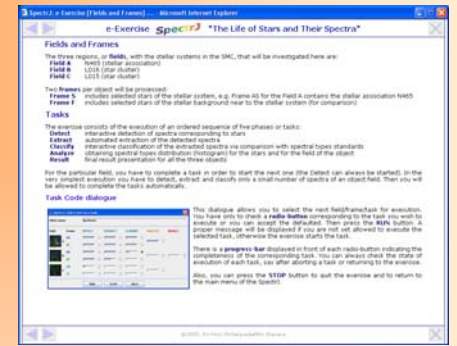 SpectrJ: e-Exercise [Fields and Frames] ... - Microsoft Internet Explorer
e-Exercise SpectrJ "The Life of Stars and Their Spectra"
Fields and Frames
The three regions, or fields, with the stellar systems in the SMC, that will be investigated here are:
Field A N465 (stellar association)
Field B L016 (star cluster)
Field C L015 (star cluster)
Two frames per object will be processed:
Frame S includes selected stars of the stellar system, e.g. Frame AS for the Field A contains the stellar association N465
Frame F includes selected stars of the stellar background near to the stellar system (for comparison)
Tasks
The exercise consists of the execution of an ordered sequence of five phases or tasks:
Detect interactive detection of spectra corresponding to stars
Extract automated extraction of the detected spectra
Classify interactive classification of the extracted spectra via comparison with spectral types standards
Analyze obtaining spectral types distribution (histogram) for the stars and for the field of the object
Result final result presentation for all the three objects
For the particular field, you have to complete a task in order to start the next one (the Detect can always be started). In the
very simplest execution you have to detect, extract and classify only a small number of spectra of an object field. Then you will
be allowed to complete the tasks automatically.
Task Code dialogue
This dialogue allows you to select the next field/frame/task for execution.
You have only to check a radio-button corresponding to the task you wish to
execute or you can accept the defaulted. Then press the RUN button. A
proper message will be displayed if you are not yet allowed to execute the
selected task, otherwise the exercise starts the task.
There is a progress-bar displayed in front of each radio-button indicating the
completeness of the corresponding task. You can always check the state of
execution of each task, say after aborting a task or returning to the exercise.
Also, you can press the STOP button to quit the exercise and to return to
the main menu of the SpectrJ.